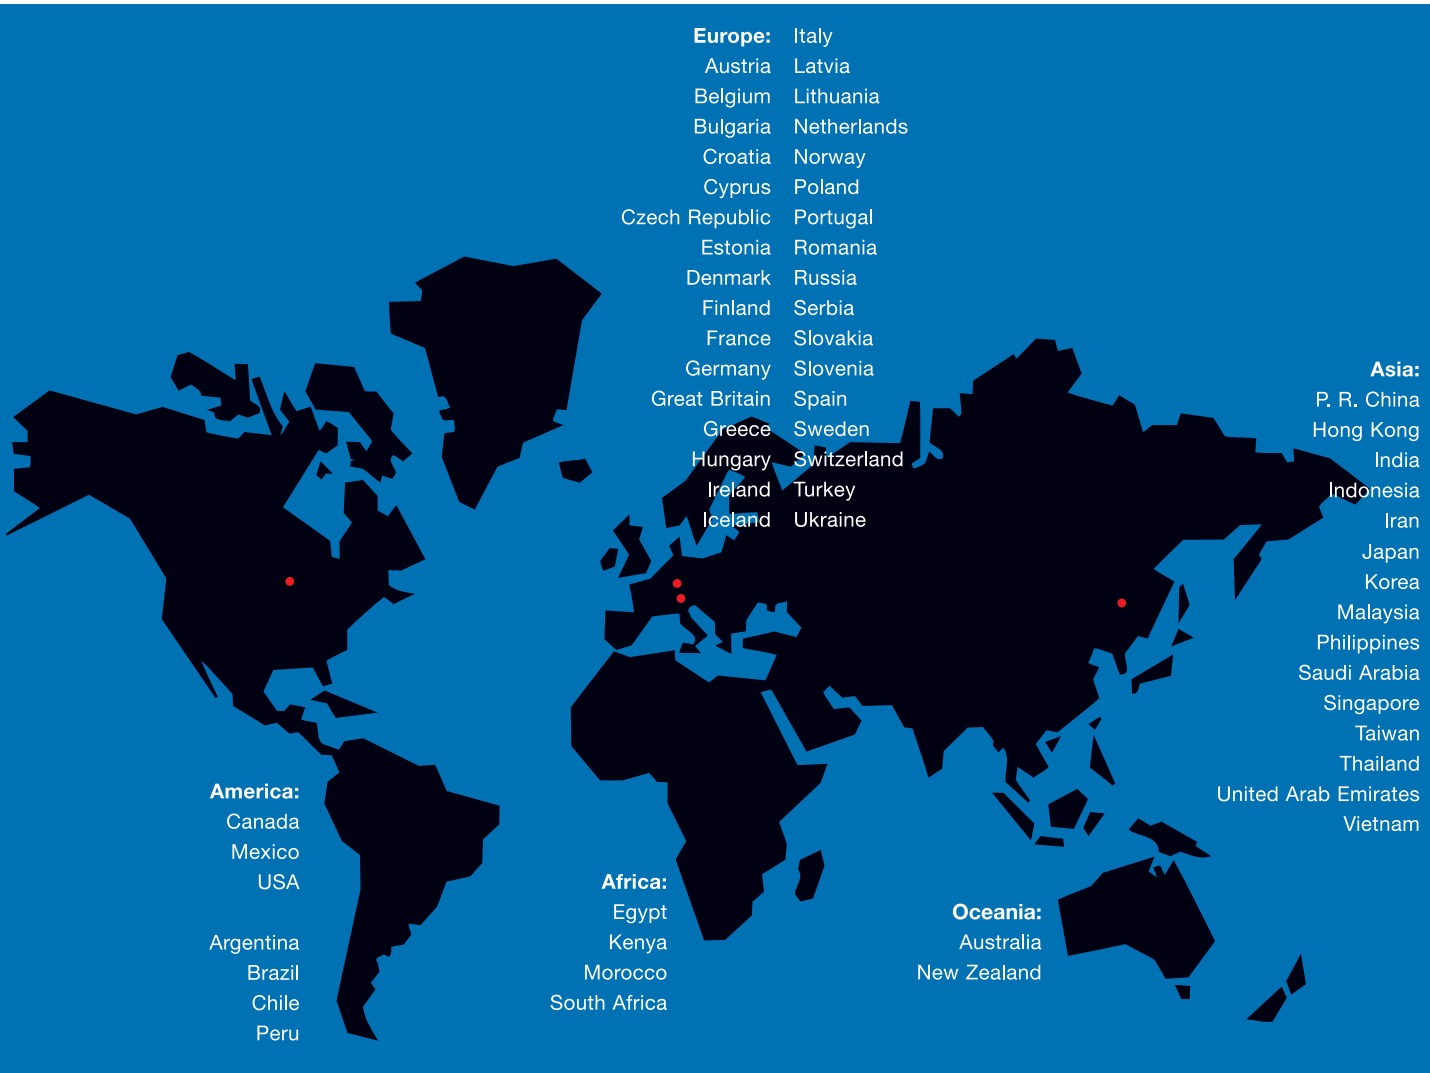 Europe:
Austria
Belgium
Bulgaria
Croatia
Cyprus
Czech Republic
Estonia
Denmark
Finland
France
Germany
Great Britain
Greece
Hungary
Ireland
Iceland
Italy
Latvia
Lithuania
Netherlands
Norway
Poland
Portugal
Romania
Russia
Serbia
Slovakia
Slovenia
Spain
Sweden
Switzerland
Turkey
Ukraine
Asia:
P. R. China
Hong Kong
India
Indonesia
Iran
Japan
Korea
Malaysia
Philippines
Saudi Arabia
Singapore
Taiwan
Thailand
United Arab Emirates
Vietnam
America:
Canada
Mexico
USA
Argentina
Brazil
Chile
Peru
Africa:
Egypt
Kenya
Morocco
South Africa
Oceania:
Australia
New Zealand